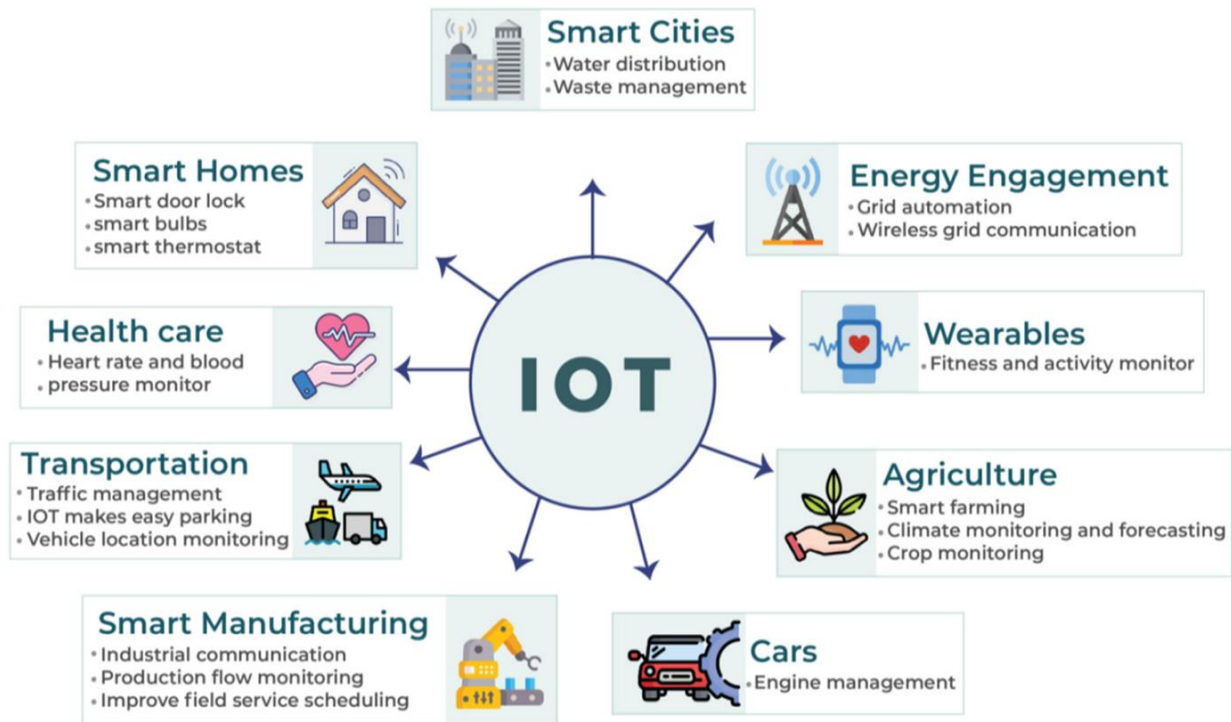 Smart Cities
• Water distribution
• Waste management
Smart Homes
• Smart door lock
• smart bulbs
• smart thermostat
Energy Engagement
• Grid automation
• Wireless grid communication
Health care
• Heart rate and blood
• pressure monitor
IOT
Wearables
• Fitness and activity monitor
Transportation
• Traffic management
• IOT makes easy parking
• Vehicle location monitoring
Agriculture
• Smart farming
• Climate monitoring and forecasting
• Crop monitoring
Smart Manufacturing
• Industrial communication
• Production flow monitoring
• Improve field service scheduling
Cars
• Engine management